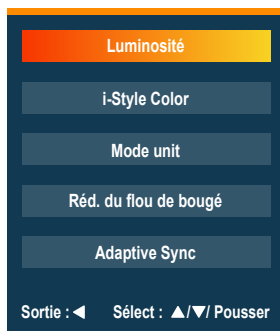 Luminosité
i-Style Color
Mode unit
Réd. du flou de bougé
Adaptive Sync
Sortie : ◀ Sélect : ▲/▼/ Pousser